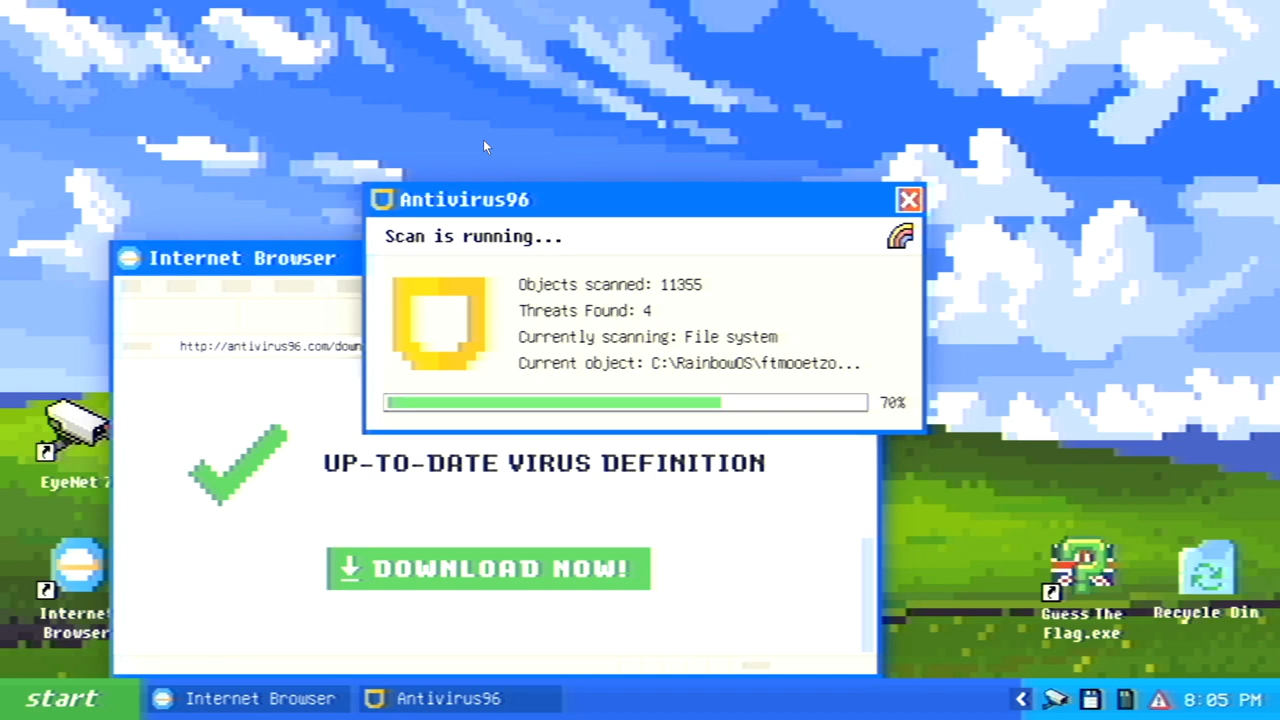 Antivirus96
Scan is running...
Objects scanned: 11355
Threats Found: 4
Currently scanning: File system
Current object: C:\RainbowOS\ftmooetzo...
70%
Internet Browser
http://antivirus96.com/down
UP-TO-DATE VIRUS DEFINITION
DOWNLOAD NOW!
EyeNet
Internet
Browser
Guess The
Flag.exe
Recycle Bin
start
Internet Browser
Antivirus96
8:05 PM